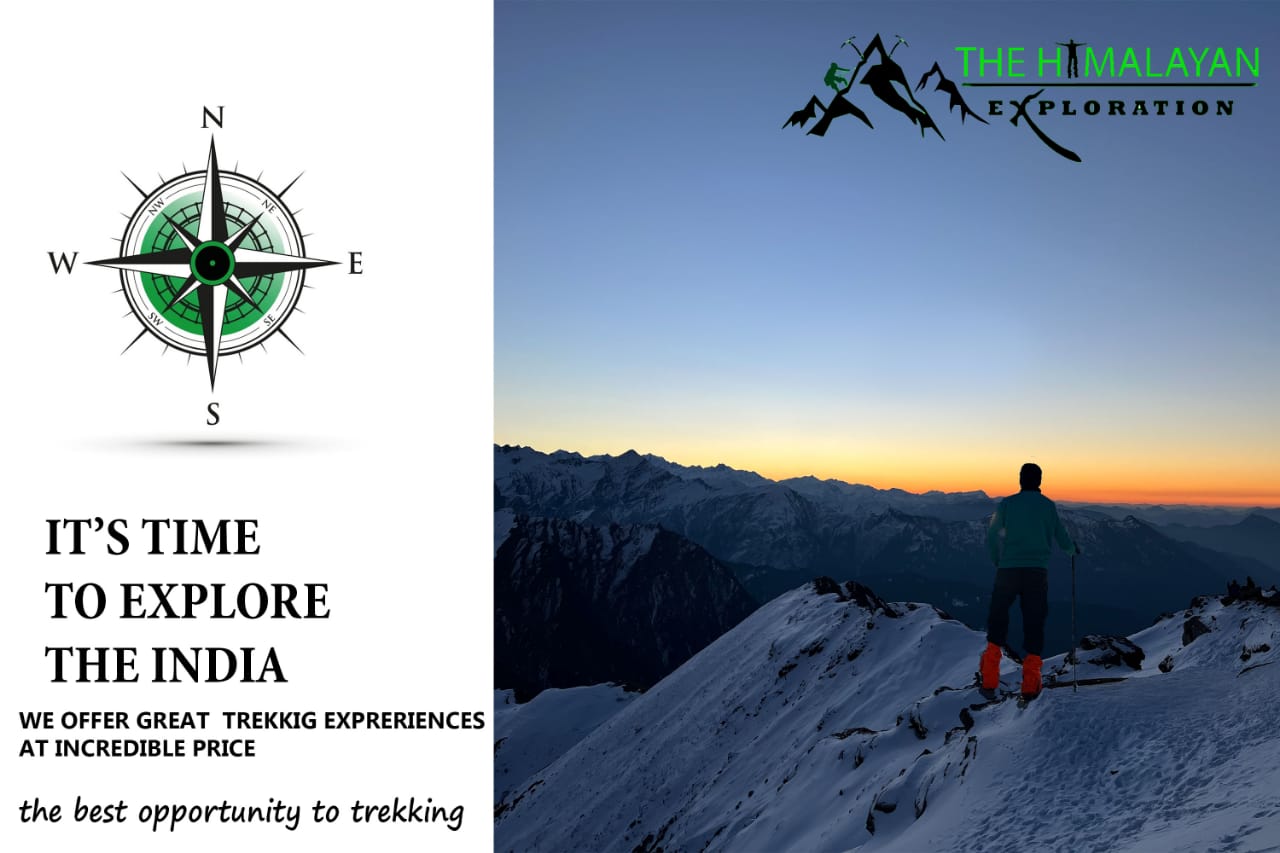 N
NW
NE
W
E
SW
SE
S
IT’S TIME
TO EXPLORE
THE INDIA
WE OFFER GREAT  TREKKIG EXPRERIENCES
AT INCREDIBLE PRICE
the best opportunity to trekking
THE HIMALAYAN
EXPLORATION